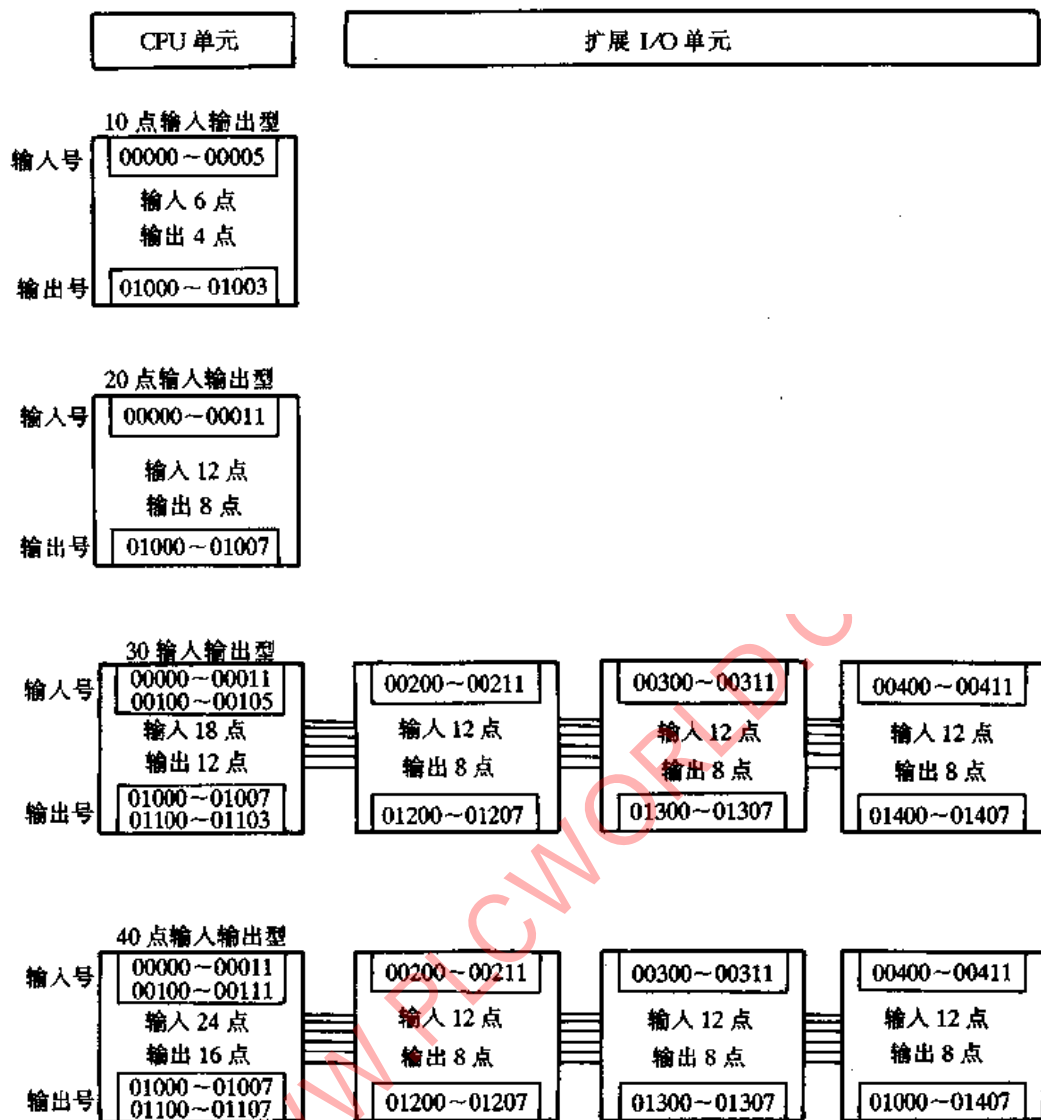 CPU 单元
扩展 I/O 单元
10 点输入输出型
输入号
00000～00005
输入 6 点
输出 4 点
输出号
01000～01003
20 点输入输出型
输入号
00000～00011
输入 12 点
输出 8 点
输出号
01000～01007
30 输入输出型
输入号
00000～00011
00100～00105
输入 18 点
输出 12 点
输出号
01000～01007
01100～01103
00200～00211
输入 12 点
输出 8 点
01200～01207
00300～00311
输入 12 点
输出 8 点
01300～01307
00400～00411
输入 12 点
输出 8 点
01400～01407
40 点输入输出型
输入号
00000～00011
00100～00111
输入 24 点
输出 16 点
输出号
01000～01007
01100～01107
00200～00211
输入 12 点
输出 8 点
01200～01207
00300～00311
输入 12 点
输出 8 点
01300～01307
00400～00411
输入 12 点
输出 8 点
01000～01407
W.PLCWORLD.C